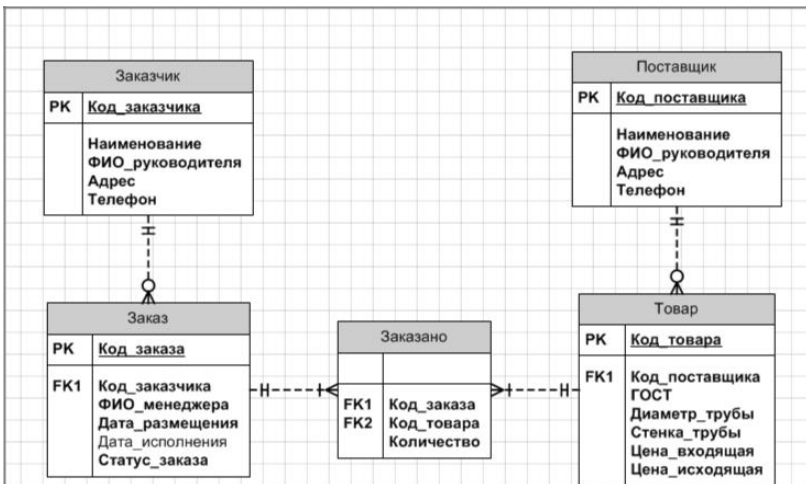 Заказчик
PK Код_заказчика
Наименование
ФИО_руководителя
Адрес
Телефон
Поставщик
PK Код_поставщика
Наименование
ФИО_руководителя
Адрес
Телефон
Заказ
PK Код_заказа
FK1 Код_заказчика
ФИО_менеджера
Дата_размещения
Дата_исполнения
Статус_заказа
Заказано
FK1 Код_заказа
FK2 Код_товара
Количество
Товар
PK Код_товара
FK1 Код_поставщика
ГОСТ
Диаметр_трубы
Стенка_трубы
Цена_входящая
Цена_исходящая